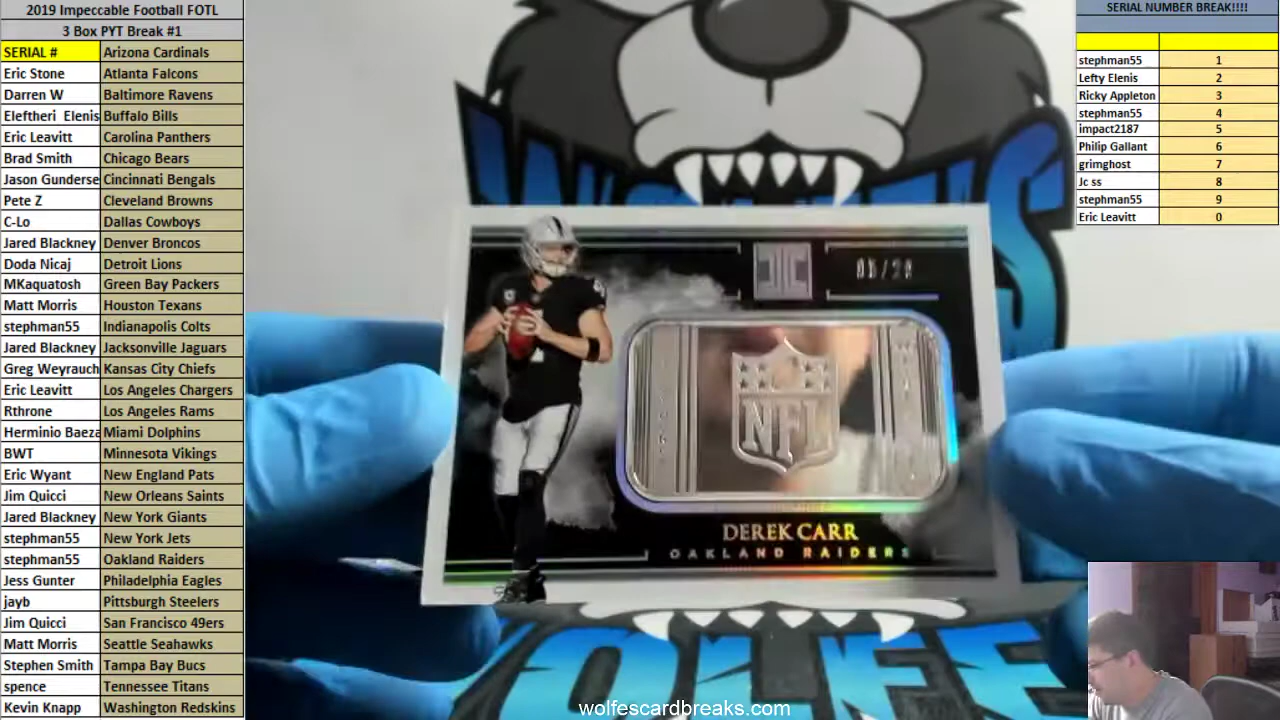 2019 Impeccable Football FOTL
3 Box PYT Break #1
SERIAL # Arizona Cardinals
Eric Stone Atlanta Falcons
Darren W Baltimore Ravens
Eleftheri Elenis Buffalo Bills
Eric Leavitt Carolina Panthers
Brad Smith Chicago Bears
Jason Gunderse Cincinnati Bengals
Pete Z Cleveland Browns
C-Lo Dallas Cowboys
Jared Blackney Denver Broncos
Doda Nicaj Detroit Lions
MKaquatosh Green Bay Packers
Matt Morris Houston Texans
stephman55 Indianapolis Colts
Jared Blackney Jacksonville Jaguars
Greg Weyrauch Kansas City Chiefs
Eric Leavitt Los Angeles Chargers
Rthrone Los Angeles Rams
Herminio Baeza Miami Dolphins
BWT Minnesota Vikings
Eric Wyant New England Pats
Jim Quicci New Orleans Saints
Jared Blackney New York Giants
stephman55 New York Jets
stephman55 Oakland Raiders
Jess Gunter Philadelphia Eagles
jayb Pittsburgh Steelers
Jim Quicci San Francisco 49ers
Matt Morris Seattle Seahawks
Stephen Smith Tampa Bay Bucs
spence Tennessee Titans
Kevin Knapp Washington Redskins
NFL
DEREK CARR
OAKLAND RAIDERS
wolfescardbreaks.com
SERIAL NUMBER BREAK!!!!
stephman55 1
Lefty Elenis 2
Ricky Appleton 3
stephman55 4
impact2187 5
Philip Gallant 6
grimghost 7
Jc ss 8
stephman55 9
Eric Leavitt 0